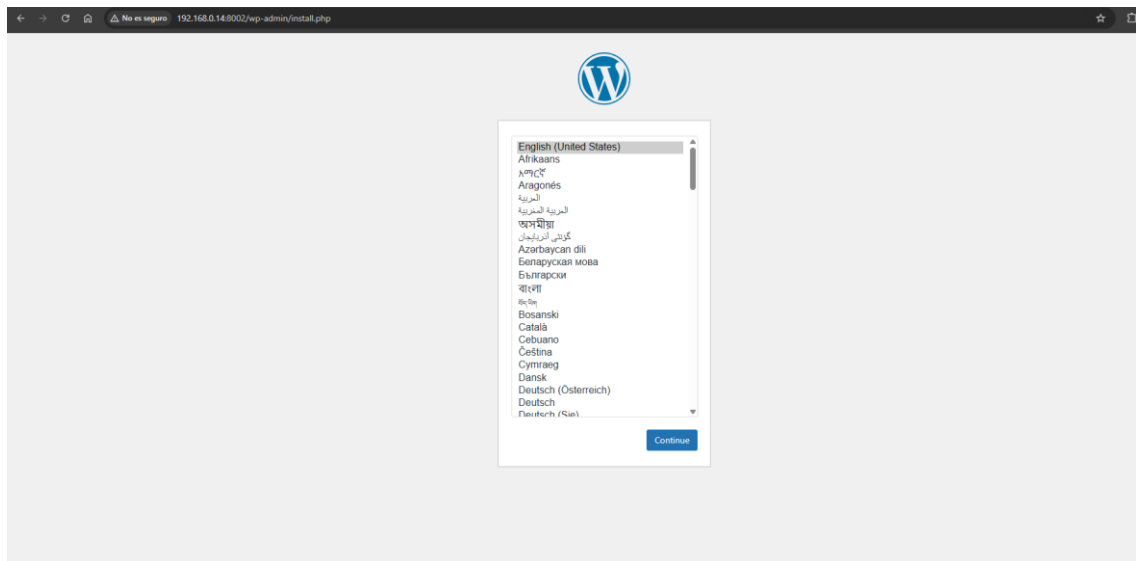 No es seguro 192.168.0.14:8002/wp-admin/install.php
English (United States)
Afrikaans
አማርኛ
Aragonés
العربية
العربية المغربية
অসমীয়া
گؤنئی آذربایجان
Azərbaycan dili
Беларуская мова
Български
বাংলা
བོད་ཡིག
Bosanski
Català
Cebuano
Čeština
Cymraeg
Dansk
Deutsch (Österreich)
Deutsch
Deutsch (Sie)
Continue